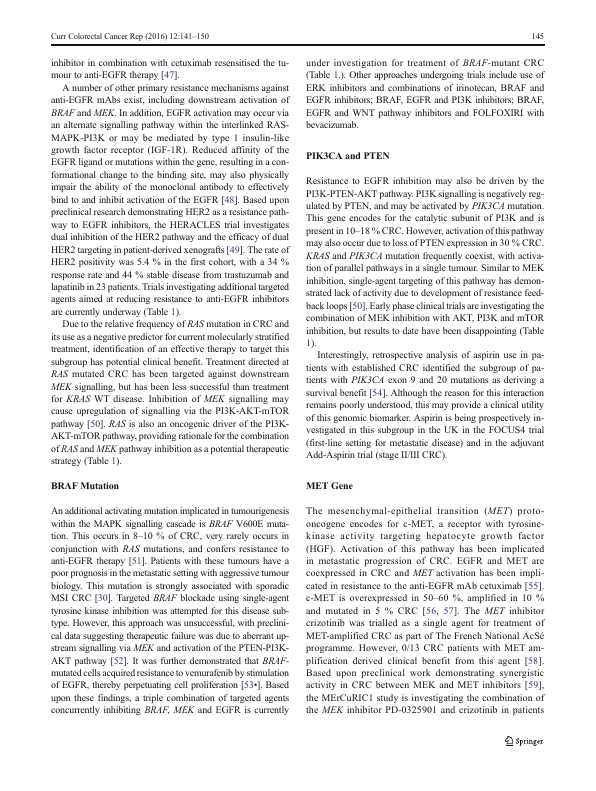 Curr Colorectal Cancer Rep (2016) 12:141–150
145
inhibitor in combination with cetuximab resensitised the tu-
mour to anti-EGFR therapy [47].
A number of other primary resistance mechanisms against
anti-EGFR mAbs exist, including downstream activation of
BRAF and MEK. In addition, EGFR activation may occur via
an alternate signalling pathway within the interlinked RAS-
MAPK-PI3K or may be mediated by type 1 insulin-like
growth factor receptor (IGF-1R). Reduced affinity of the
EGFR ligand or mutations within the gene, resulting in a con-
formational change to the binding site, may also physically
impair the ability of the monoclonal antibody to effectively
bind to and inhibit activation of the EGFR [48]. Based upon
preclinical research demonstrating HER2 as a resistance path-
way to EGFR inhibitors, the HERACLES trial investigates
dual inhibition of the HER2 pathway and the efficacy of dual
HER2 targeting in patient-derived xenografts [49]. The rate of
HER2 positivity was 5.4 % in the first cohort, with a 34 %
response rate and 44 % stable disease from trastuzumab and
lapatinib in 23 patients. Trials investigating additional targeted
agents aimed at reducing resistance to anti-EGFR inhibitors
are currently underway (Table 1).
Due to the relative frequency of RAS mutation in CRC and
its use as a negative predictor for current molecularly stratified
treatment, identification of an effective therapy to target this
subgroup has potential clinical benefit. Treatment directed at
RAS mutated CRC has been targeted against downstream
MEK signalling, but has been less successful than treatment
for KRAS WT disease. Inhibition of MEK signalling may
cause upregulation of signalling via the PI3K-AKT-mTOR
pathway [50]. RAS is also an oncogenic driver of the PI3K-
AKT-mTOR pathway, providing rationale for the combination
of RAS and MEK pathway inhibition as a potential therapeutic
strategy (Table 1).
BRAF Mutation
An additional activating mutation implicated in tumourigenesis
within the MAPK signalling cascade is BRAF V600E muta-
tion. This occurs in 8–10 % of CRC, very rarely occurs in
conjunction with RAS mutations, and confers resistance to
anti-EGFR therapy [51]. Patients with these tumours have a
poor prognosis in the metastatic setting with aggressive tumour
biology. This mutation is strongly associated with sporadic
MSI CRC [30]. Targeted BRAF blockade using single-agent
tyrosine kinase inhibition was attempted for this disease sub-
type. However, this approach was unsuccessful, with preclini-
cal data suggesting therapeutic failure was due to aberrant up-
stream signalling via MEK and activation of the PTEN-PI3K-
AKT pathway [52]. It was further demonstrated that BRAF-
mutated cells acquired resistance to vemurafenib by stimulation
of EGFR, thereby perpetuating cell proliferation [53•]. Based
upon these findings, a triple combination of targeted agents
concurrently inhibiting BRAF, MEK and EGFR is currently
under investigation for treatment of BRAF-mutant CRC
(Table 1.). Other approaches undergoing trials include use of
ERK inhibitors and combinations of irinotecan, BRAF and
EGFR inhibitors; BRAF, EGFR and PI3K inhibitors; BRAF,
EGFR and WNT pathway inhibitors and FOLFOXIRI with
bevacizumab.
PIK3CA and PTEN
Resistance to EGFR inhibition may also be driven by the
PI3K-PTEN-AKT pathway. PI3K signalling is negatively reg-
ulated by PTEN, and may be activated by PIK3CA mutation.
This gene encodes for the catalytic subunit of PI3K and is
present in 10–18 % CRC. However, activation of this pathway
may also occur due to loss of PTEN expression in 30 % CRC.
KRAS and PIK3CA mutation frequently coexist, with activa-
tion of parallel pathways in a single tumour. Similar to MEK
inhibition, single-agent targeting of this pathway has demon-
strated lack of activity due to development of resistance feed-
back loops [50]. Early phase clinical trials are investigating the
combination of MEK inhibition with AKT, PI3K and mTOR
inhibition, but results to date have been disappointing (Table
1).
Interestingly, retrospective analysis of aspirin use in pa-
tients with established CRC identified the subgroup of pa-
tients with PIK3CA exon 9 and 20 mutations as deriving a
survival benefit [54]. Although the reason for this interaction
remains poorly understood, this may provide a clinical utility
of this genomic biomarker. Aspirin is being prospectively in-
vestigated in this subgroup in the UK in the FOCUS4 trial
(first-line setting for metastatic disease) and in the adjuvant
Add-Aspirin trial (stage II/III CRC).
MET Gene
The mesenchymal-epithelial transition (MET) proto-
oncogene encodes for c-MET, a receptor with tyrosine-
kinase activity targeting hepatocyte growth factor
(HGF). Activation of this pathway has been implicated
in metastatic progression of CRC. EGFR and MET are
coexpressed in CRC and MET activation has been impli-
cated in resistance to the anti-EGFR mAb cetuximab [55].
c-MET is overexpressed in 50–60 %, amplified in 10 %
and mutated in 5 % CRC [56, 57]. The MET inhibitor
crizotinib was trialled as a single agent for treatment of
MET-amplified CRC as part of The French National AcSé
programme. However, 0/13 CRC patients with MET am-
plification derived clinical benefit from this agent [58].
Based upon preclinical work demonstrating synergistic
activity in CRC between MEK and MET inhibitors [59],
the MErCuRIC1 study is investigating the combination of
the MEK inhibitor PD-0325901 and crizotinib in patients
Springer